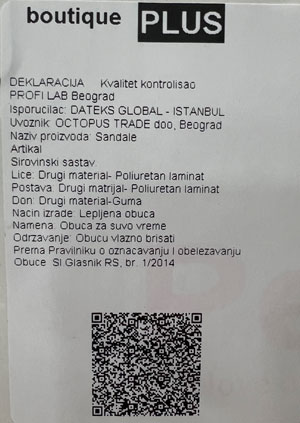 boutique PLUS
DEKLARACIJA Kvalitet kontrolisao
PROFI LAB Beograd
Isporucilac: DATEKS GLOBAL - ISTANBUL
Uvoznik: OCTOPUS TRADE doo, Beograd
Naziv proizvoda: Sandale
Artikal
Sirovinski sastav:
Lice: Drugi material- Poliuretan laminat
Postava: Drugi matrijal- Poliuretan laminat
Don: Drugi material-Guma
Nacin izrade: Lepljena obuca
Namena: Obuca za suvo vreme
Odrzavanje: Obucu vlazno brisati
Prema Pravilniku o oznacavanju i obelezavanju
Obuce: Sl.Glasnik RS, br. 1/2014